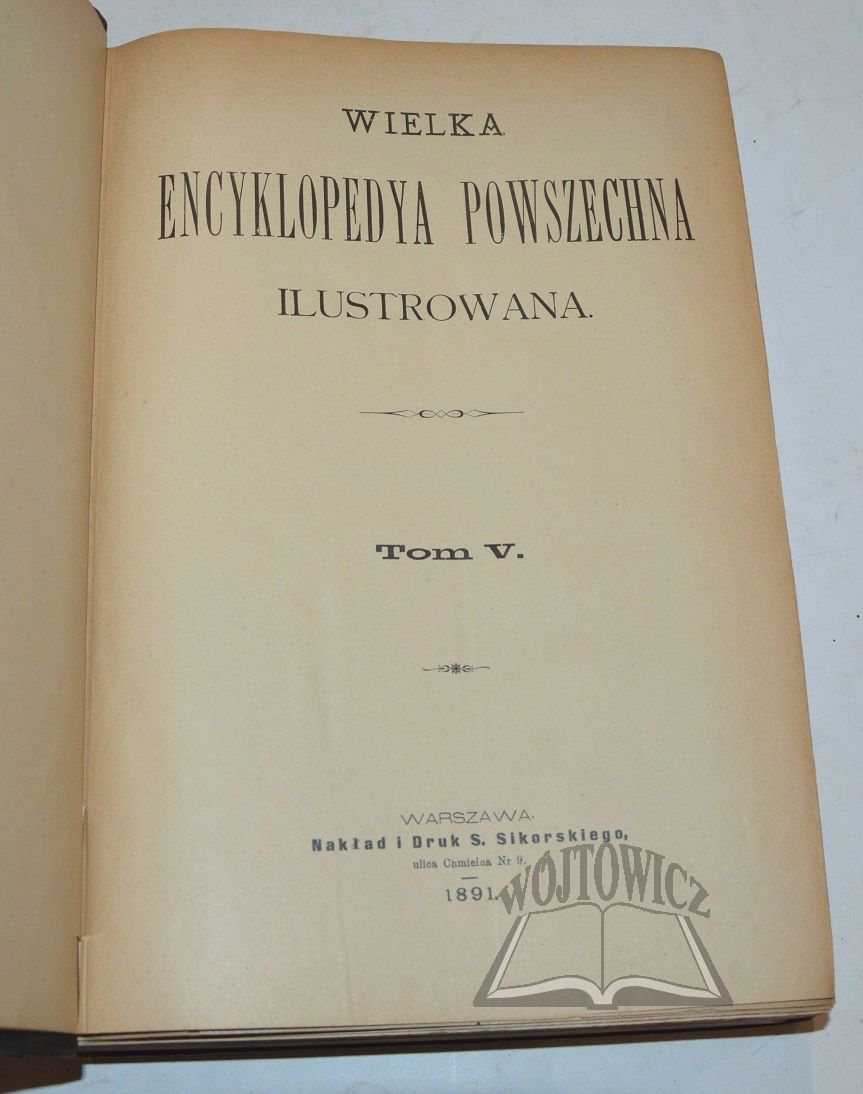 WIELKA
ENCYKLOPEDYA POWSZECHNA
ILUSTROWANA.
Tom V.
WARSZAWA.
Nakład i Druk S. Sikorskiego,
ulica Chmielna Nr 9.
1891.
WÓJTOWICZ